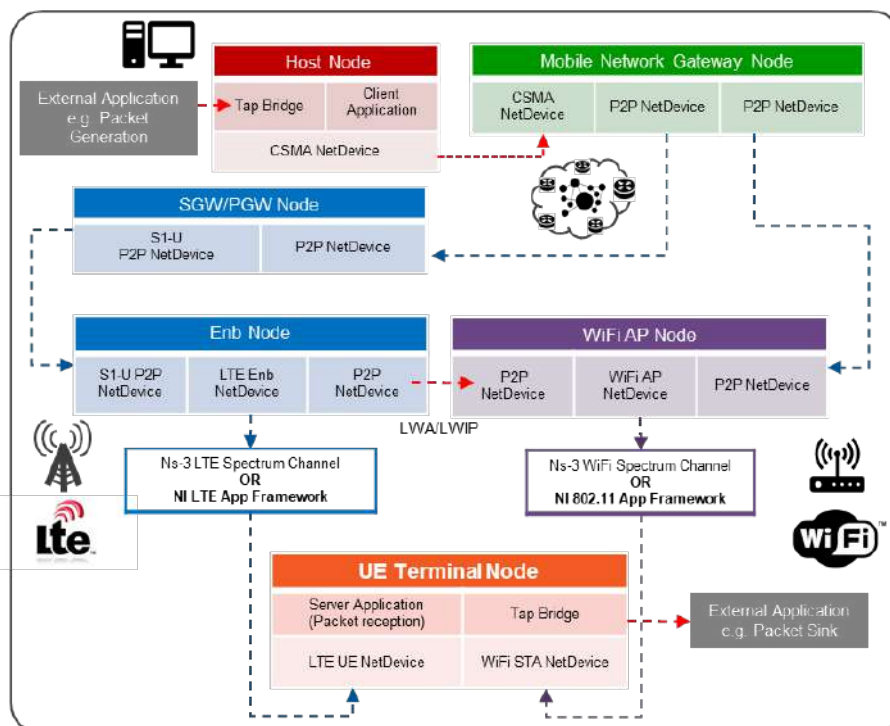 Host Node
Mobile Network Gateway Node
External Application
e.g. Packet
Generation
Tap Bridge
Client
Application
CSMA NetDevice
CSMA
NetDevice
P2P NetDevice
P2P NetDevice
SGW/PGW Node
S1-U
P2P NetDevice
P2P NetDevice
Enb Node
S1-U P2P
NetDevice
LTE Enb
NetDevice
P2P
NetDevice
WiFi AP Node
P2P
NetDevice
WiFi AP
NetDevice
P2P NetDevice
LWA/LWIP
Ns-3 LTE Spectrum Channel
OR
NI LTE App Framework
Ns-3 WiFi Spectrum Channel
OR
NI 802.11 App Framework
Lte™
WiFi™
UE Terminal Node
Server Application
(Packet reception)
Tap Bridge
LTE UE NetDevice
WiFi STA NetDevice
External Application
e.g. Packet Sink